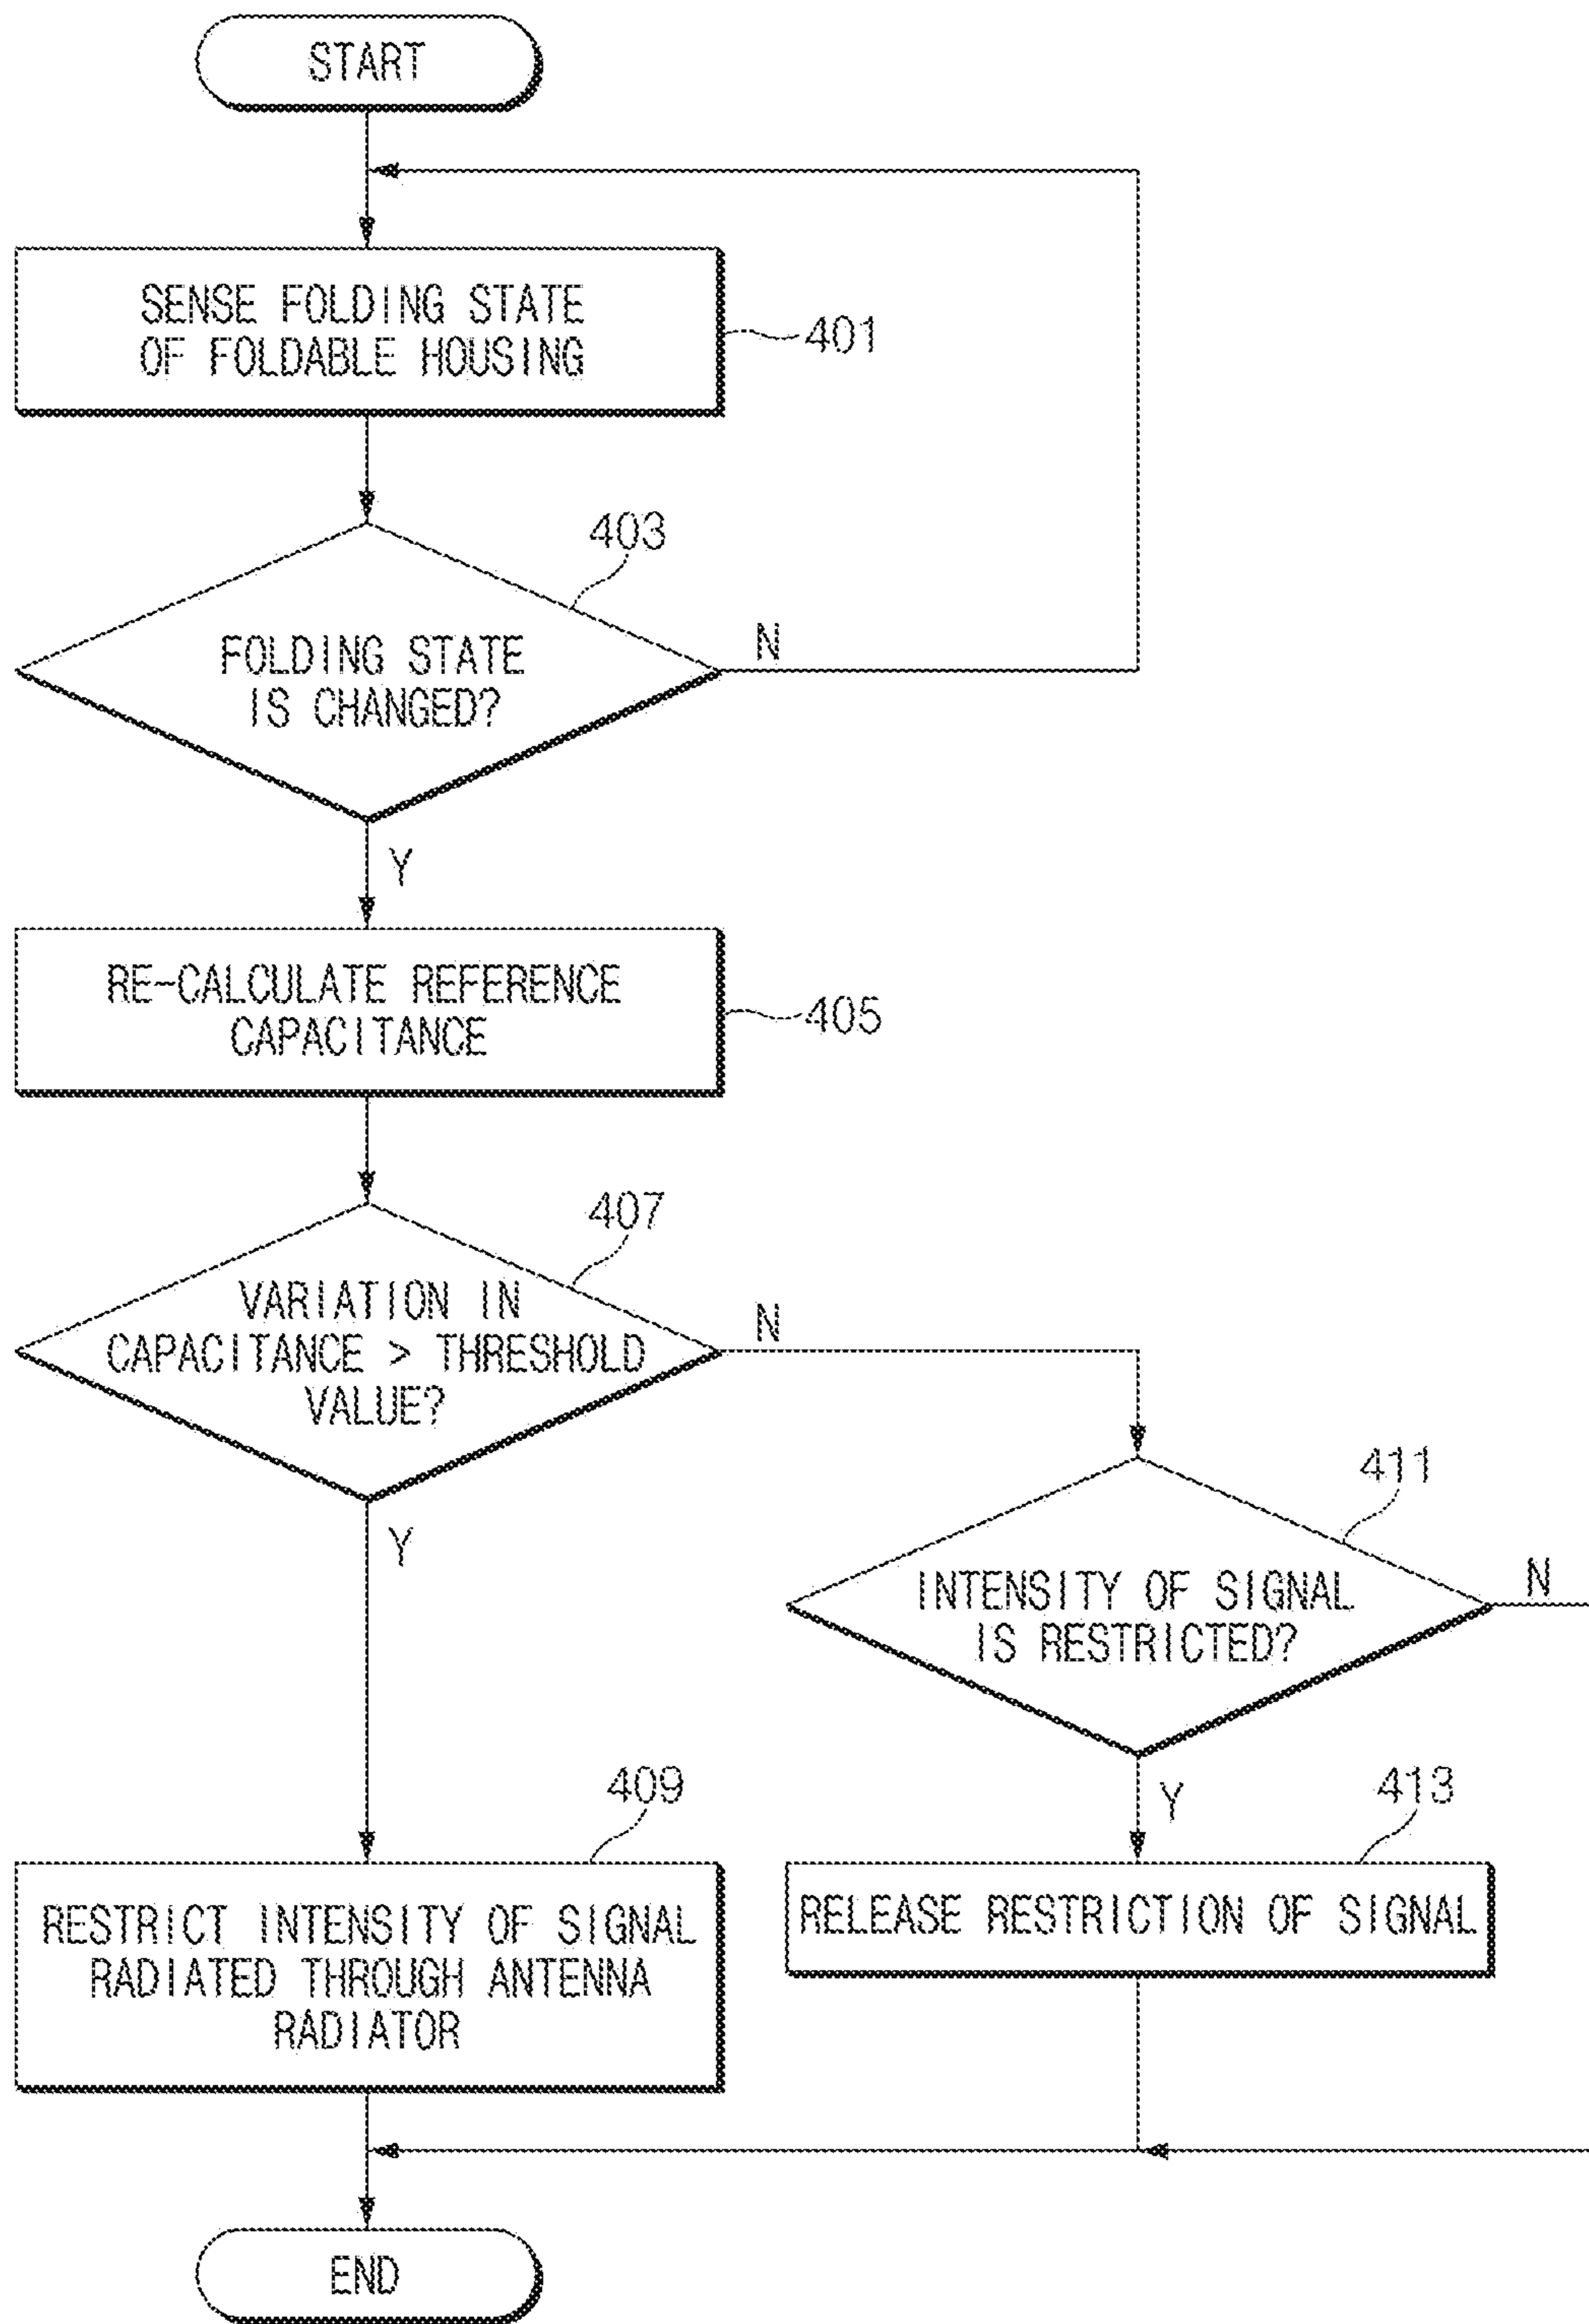 START
SENSE FOLDING STATE
OF FOLDABLE HOUSING
401
403
FOLDING STATE
IS CHANGED?
N
Y
RE-CALCULATE REFERENCE
CAPACITANCE
405
407
VARIATION IN
CAPACITANCE > THRESHOLD
VALUE?
N
Y
411
INTENSITY OF SIGNAL
IS RESTRICTED?
N
Y
409
RESTRICT INTENSITY OF SIGNAL
RADIATED THROUGH ANTENNA
RADIATOR
413
RELEASE RESTRICTION OF SIGNAL
END